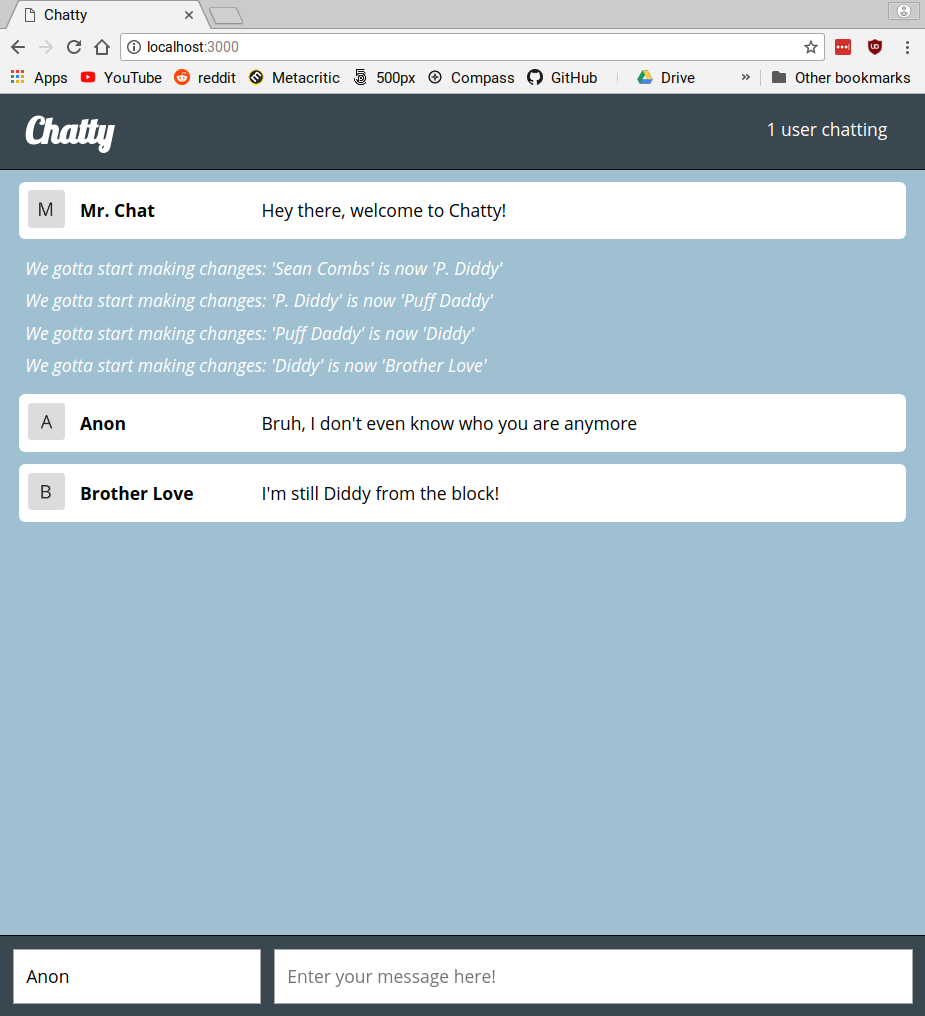 Chatty
localhost:3000
Apps YouTube reddit Metacritic 500px Compass GitHub Drive » Other bookmarks
Chatty 1 user chatting
M Mr. Chat Hey there, welcome to Chatty!
We gotta start making changes: 'Sean Combs' is now 'P. Diddy'
We gotta start making changes: 'P. Diddy' is now 'Puff Daddy'
We gotta start making changes: 'Puff Daddy' is now 'Diddy'
We gotta start making changes: 'Diddy' is now 'Brother Love'
A Anon Bruh, I don't even know who you are anymore
B Brother Love I'm still Diddy from the block!
Anon Enter your message here!